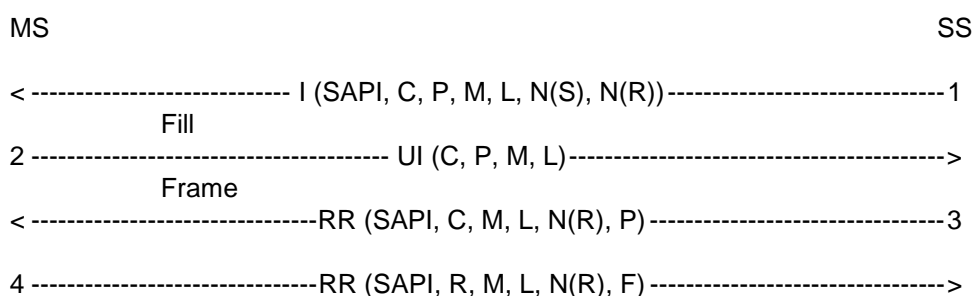 MS SS
< ----------------------------- I (SAPI, C, P, M, L, N(S), N(R))-------------------------------1
Fill
2 ---------------------------------------- UI (C, P, M, L)------------------------------------------>
Frame
< --------------------------------RR (SAPI, C, M, L, N(R), P) ---------------------------------3
4 --------------------------------RR (SAPI, R, M, L, N(R), F) --------------------------------->